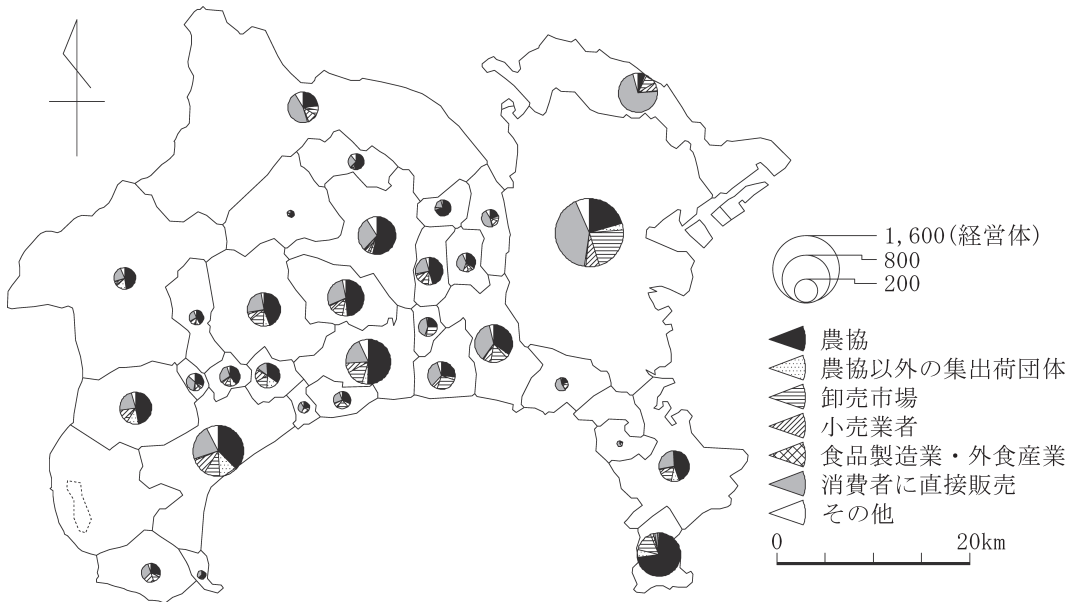 1,600(経営体)
800
200
農協
農協以外の集出荷団体
卸売市場
小売業者
食品製造業・外食産業
消費者に直接販売
その他
0 20km